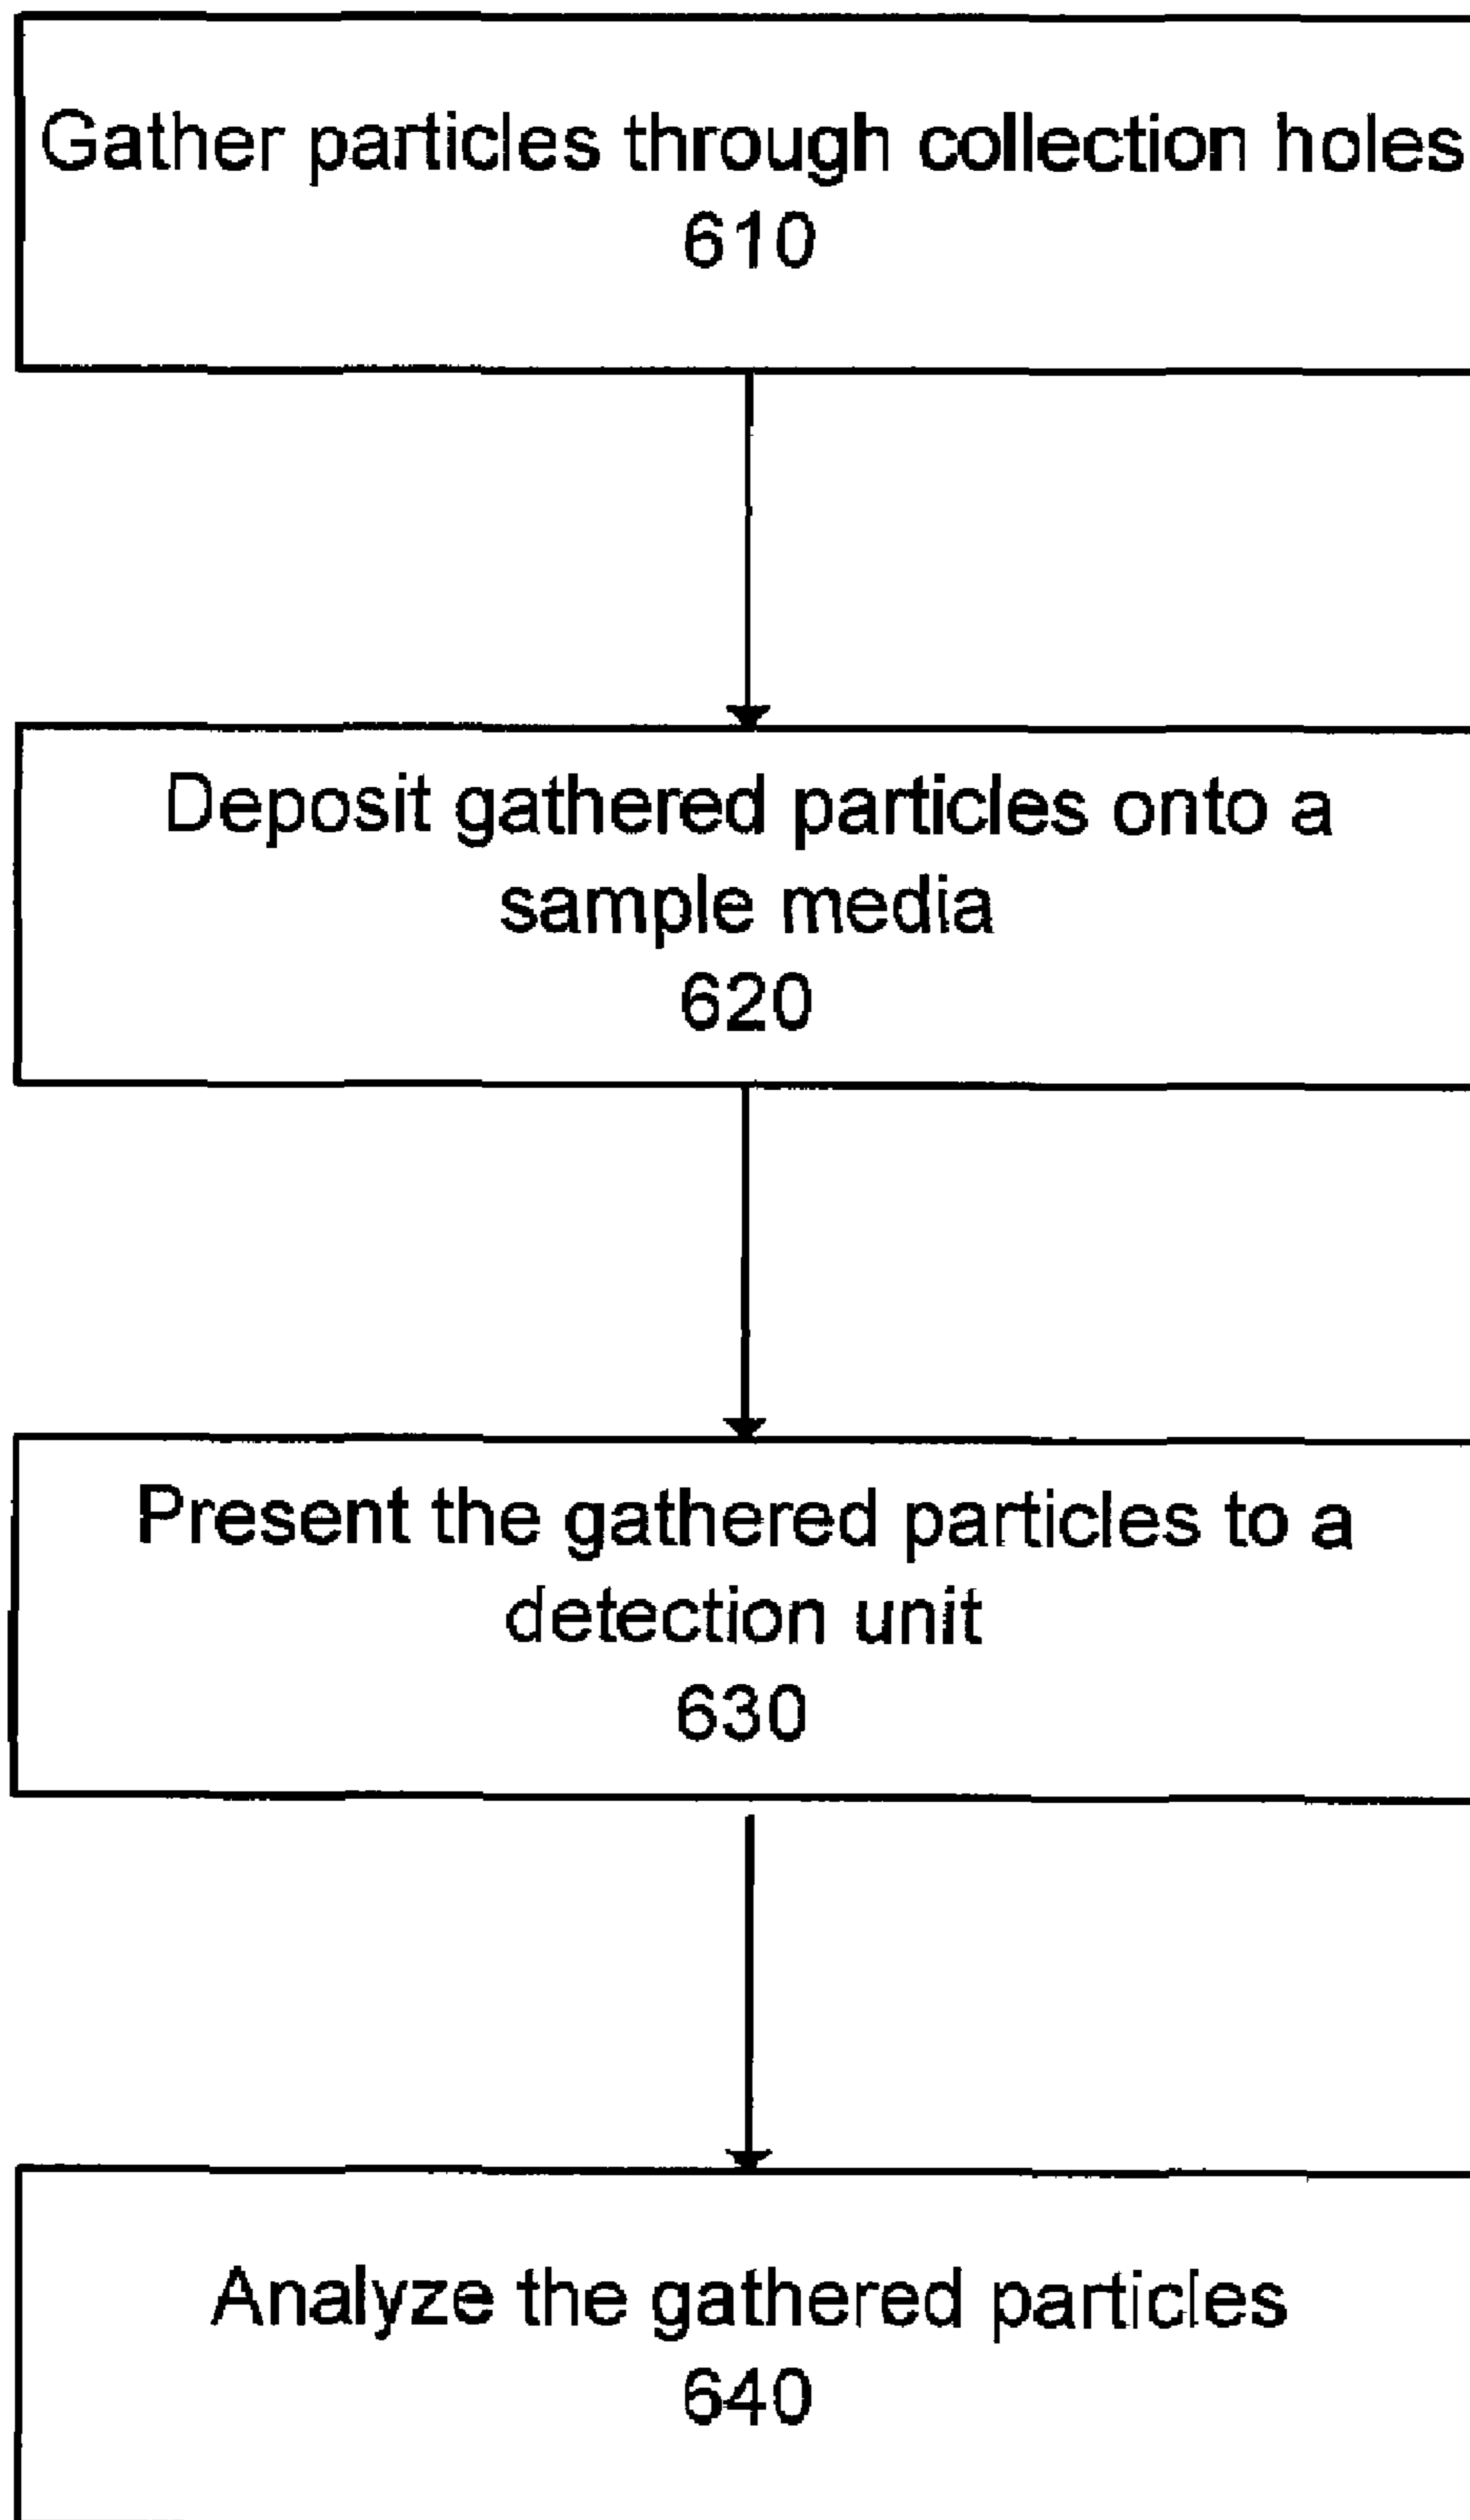 Gather particles through collection holes
610
Deposit gathered particles onto a
sample media
620
Present the gathered particles to a
detection unit
630
Analyze the gathered particles
640